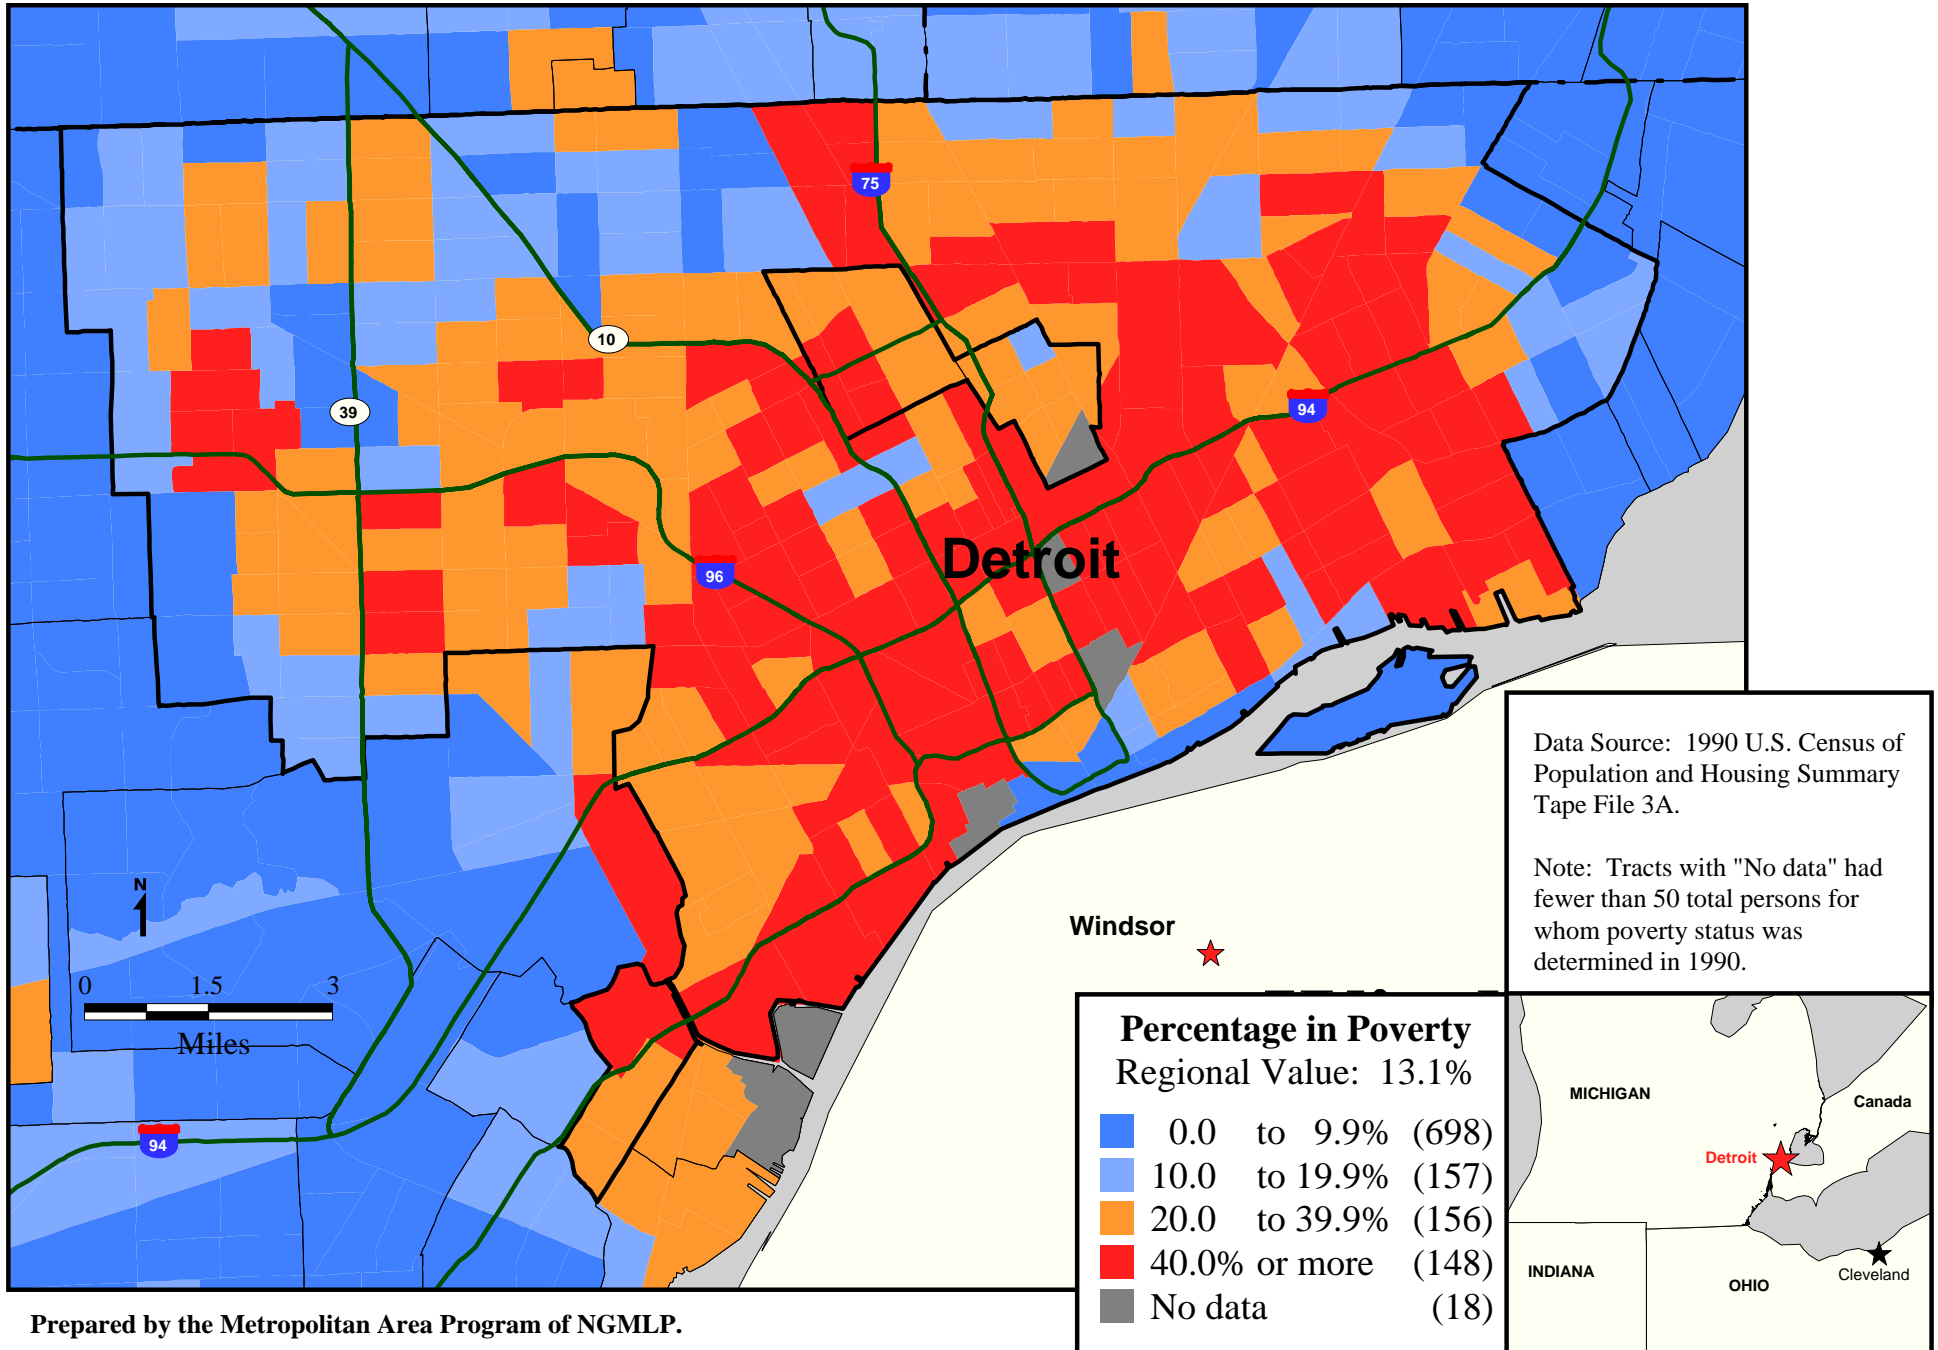 75
10
39
94
96
Detroit
Data Source: 1990 U.S. Census of
Population and Housing Summary
Tape File 3A.
Note: Tracts with "No data" had
fewer than 50 total persons for
whom poverty status was
determined in 1990.
N
Windsor
0 1.5 3
Miles
94
Percentage in Poverty
Regional Value: 13.1%
0.0 to 9.9% (698)
10.0 to 19.9% (157)
20.0 to 39.9% (156)
40.0% or more (148)
No data (18)
MICHIGAN
Canada
Detroit
INDIANA
OHIO
Cleveland
Prepared by the Metropolitan Area Program of NGMLP.